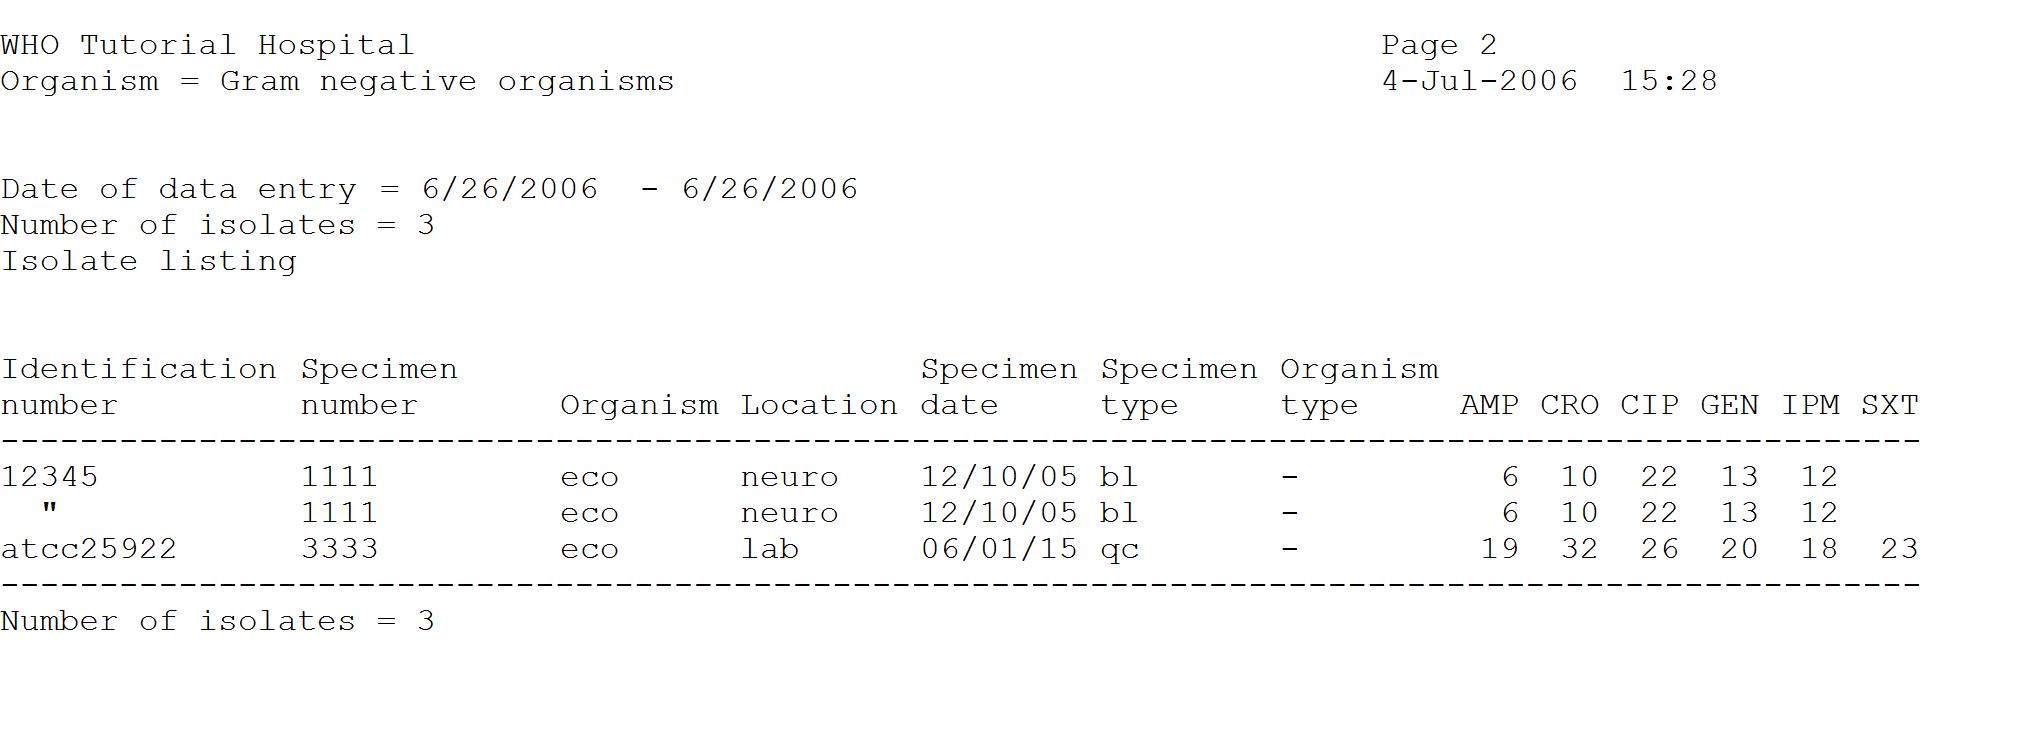 WHO Tutorial Hospital Page 2
Organism = Gram negative organisms 4-Jul-2006 15:28
Date of data entry = 6/26/2006 - 6/26/2006
Number of isolates = 3
Isolate listing
Identification Specimen Specimen Specimen Organism
number number Organism Location date type type AMP CRO CIP GEN IPM SXT
------------------------------------------------------------------------------------------------
12345 1111 eco neuro 12/10/05 bl - 6 10 22 13 12
" 1111 eco neuro 12/10/05 bl - 6 10 22 13 12
atcc25922 3333 eco lab 06/01/15 qc - 19 32 26 20 18 23
------------------------------------------------------------------------------------------------
Number of isolates = 3